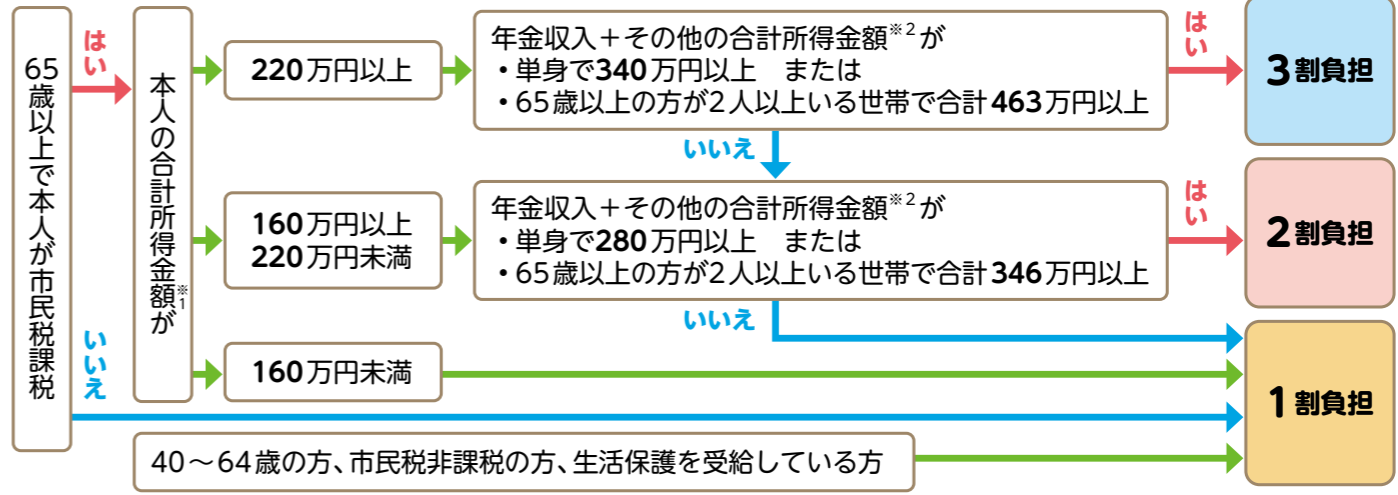 65歳以上で本人が市民税課税
はい
いいえ
本人の合計所得金額※1が
220万円以上
年金収入＋その他の合計所得金額※2が
・単身で340万円以上　または
・65歳以上の方が2人以上いる世帯で合計463万円以上
はい
3割負担
いいえ
160万円以上
220万円未満
年金収入＋その他の合計所得金額※2が
・単身で280万円以上　または
・65歳以上の方が2人以上いる世帯で合計346万円以上
はい
2割負担
いいえ
160万円未満
1割負担
40～64歳の方、市民税非課税の方、生活保護を受給している方